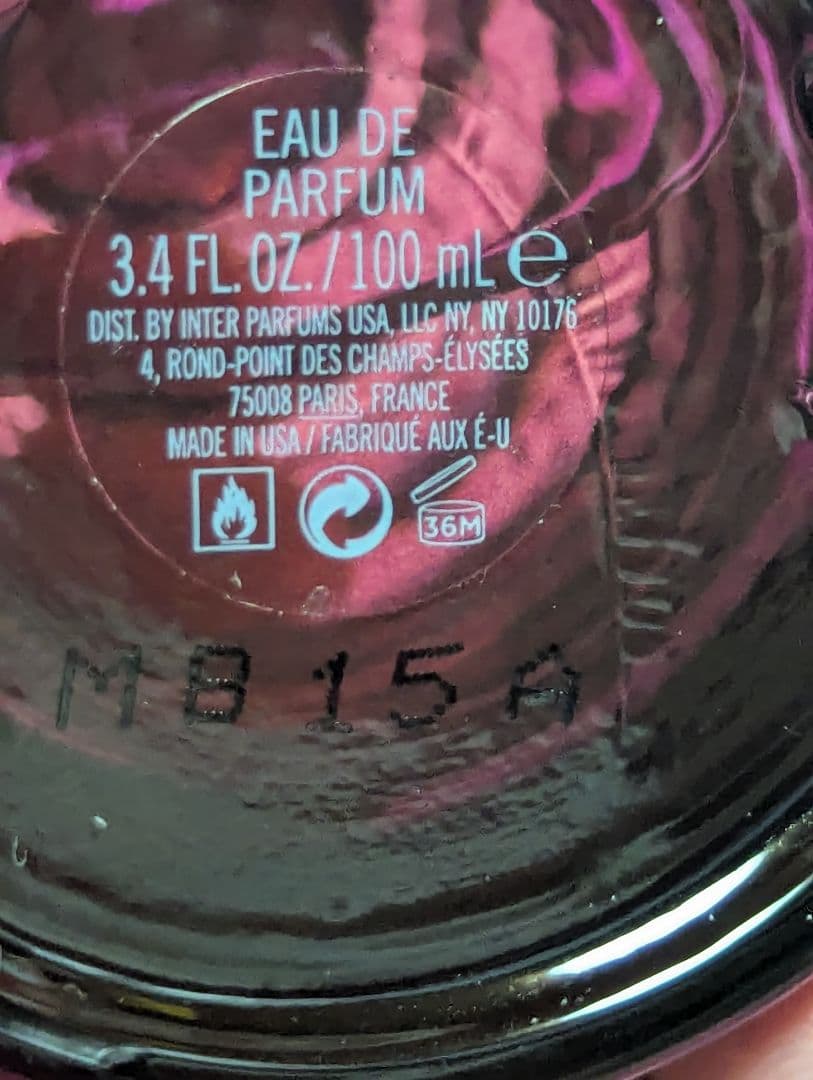 EAU DE
PARFUM
3.4 FL. OZ. / 100 mL e
DIST. BY INTER PARFUMS USA, LLC NY, NY 10176
4, ROND-POINT DES CHAMPS-ÉLYSÉES
75008 PARIS, FRANCE
MADE IN USA / FABRIQUÉ AUX É-U
36M
MB15A